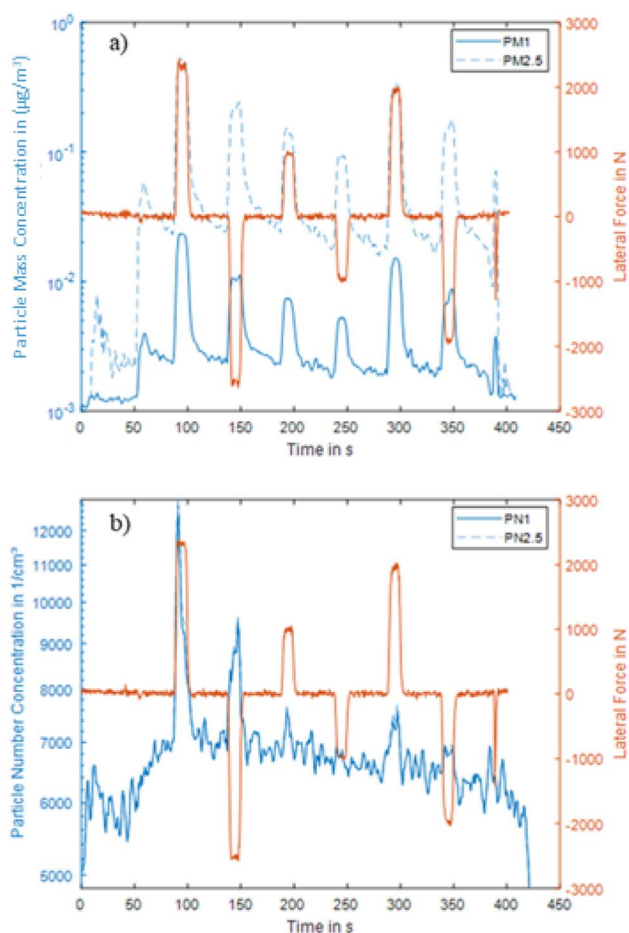 a)
PM1
PM2.5
10⁰
10⁻¹
10⁻²
10⁻³
Particle Mass Concentration in (µg/m³)
3000
2000
1000
0
-1000
-2000
-3000
Lateral Force in N
0 50 100 150 200 250 300 350 400 450
Time in s
b)
PN1
PN2.5
12000
11000
10000
9000
8000
7000
6000
5000
Particle Number Concentration in 1/cm³
3000
2000
1000
0
-1000
-2000
-3000
Lateral Force in N
0 50 100 150 200 250 300 350 400 450
Time in s